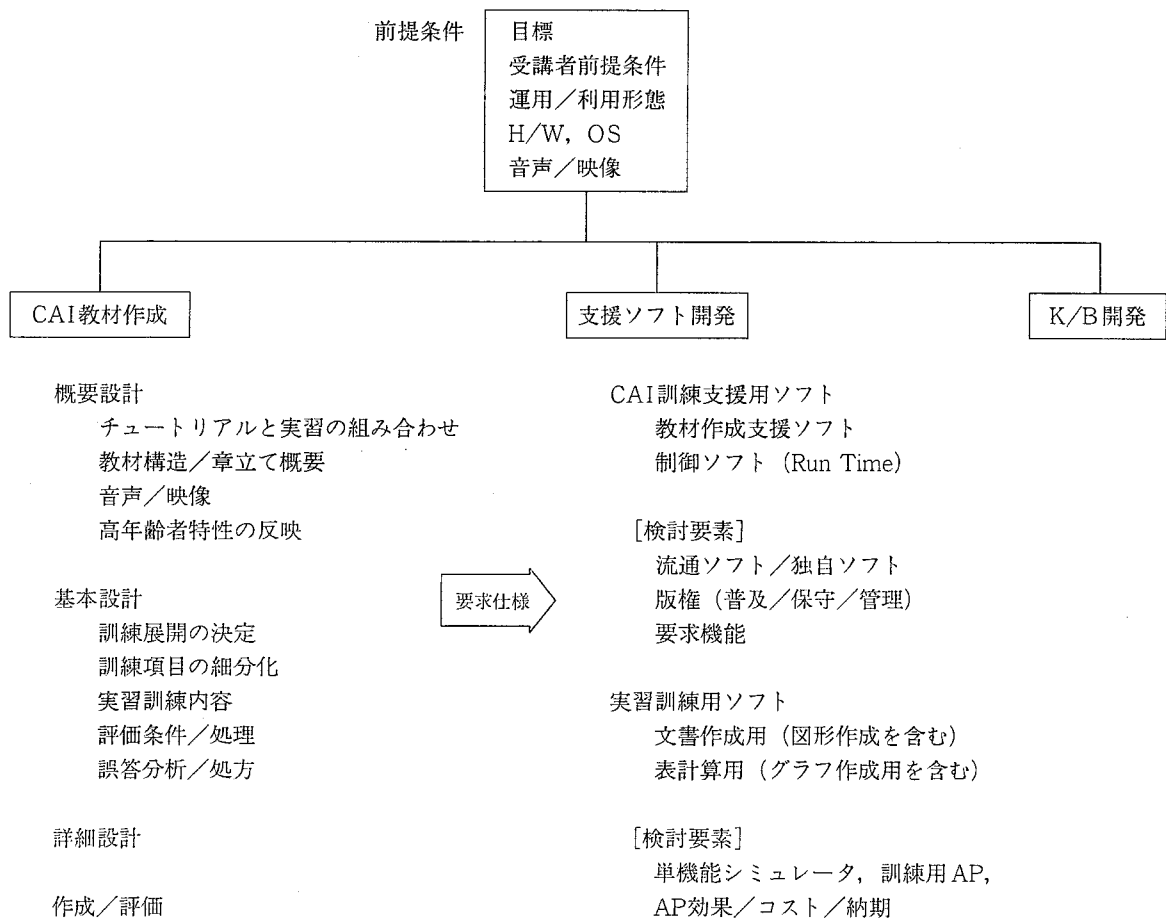 前提条件
目標
受講者前提条件
運用／利用形態
H/W，OS
音声／映像
CAI教材作成
支援ソフト開発
K/B開発
概要設計
チュートリアルと実習の組み合わせ
教材構造／章立て概要
音声／映像
高年齢者特性の反映
基本設計
訓練展開の決定
訓練項目の細分化
実習訓練内容
評価条件／処理
誤答分析／処方
詳細設計
作成／評価
要求仕様
CAI訓練支援用ソフト
教材作成支援ソフト
制御ソフト（Run Time）
［検討要素］
流通ソフト／独自ソフト
版権（普及／保守／管理）
要求機能
実習訓練用ソフト
文書作成用（図形作成を含む）
表計算用（グラフ作成用を含む）
［検討要素］
単機能シミュレータ，訓練用AP，
AP効果／コスト／納期